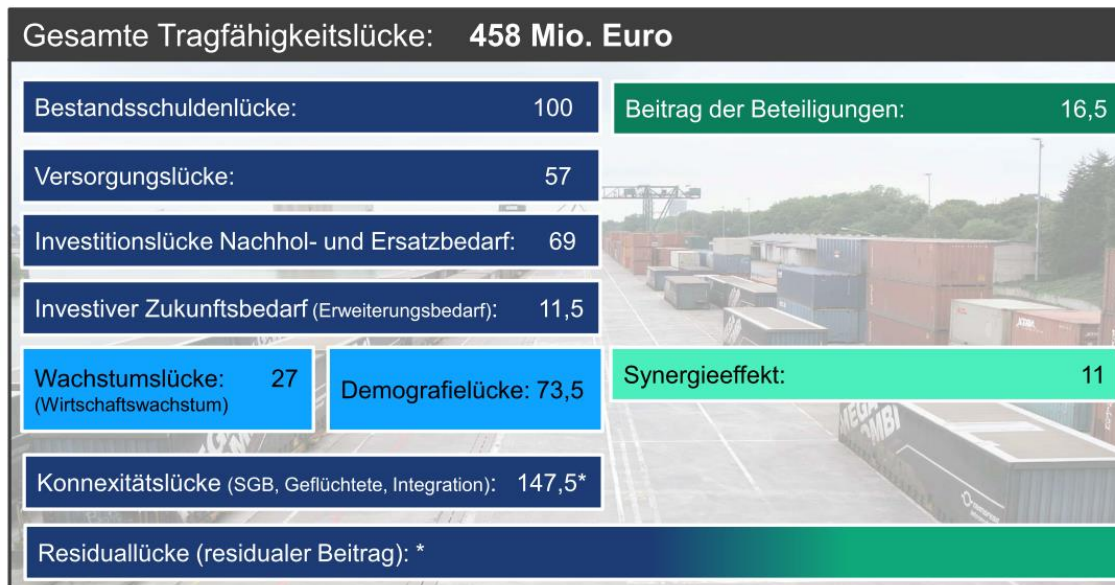 Gesamte Tragfähigkeitslücke: 458 Mio. Euro
Bestandsschuldenlücke: 100
Beitrag der Beteiligungen: 16,5
Versorgungslücke: 57
Investitionslücke Nachhol- und Ersatzbedarf: 69
Investiver Zukunftsbedarf (Erweiterungsbedarf): 11,5
Wachstumslücke: 27
(Wirtschaftswachstum)
Demografielücke: 73,5
Synergieeffekt: 11
Konnexitätslücke (SGB, Geflüchtete, Integration): 147,5*
Residuallücke (residualer Beitrag): *